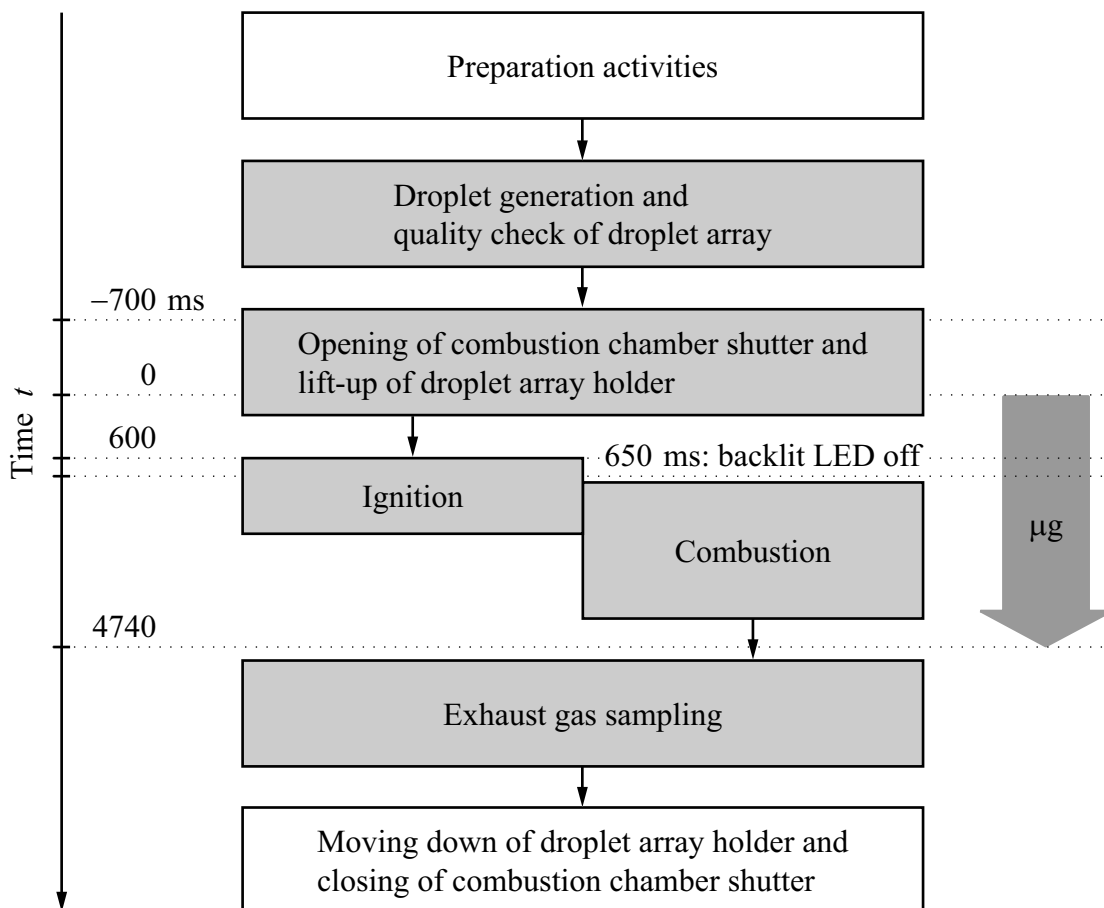 Preparation activities
Droplet generation and
quality check of droplet array
−700 ms
Opening of combustion chamber shutter and
lift-up of droplet array holder
0
Time t
600
650 ms: backlit LED off
Ignition
Combustion
μg
4740
Exhaust gas sampling
Moving down of droplet array holder and
closing of combustion chamber shutter